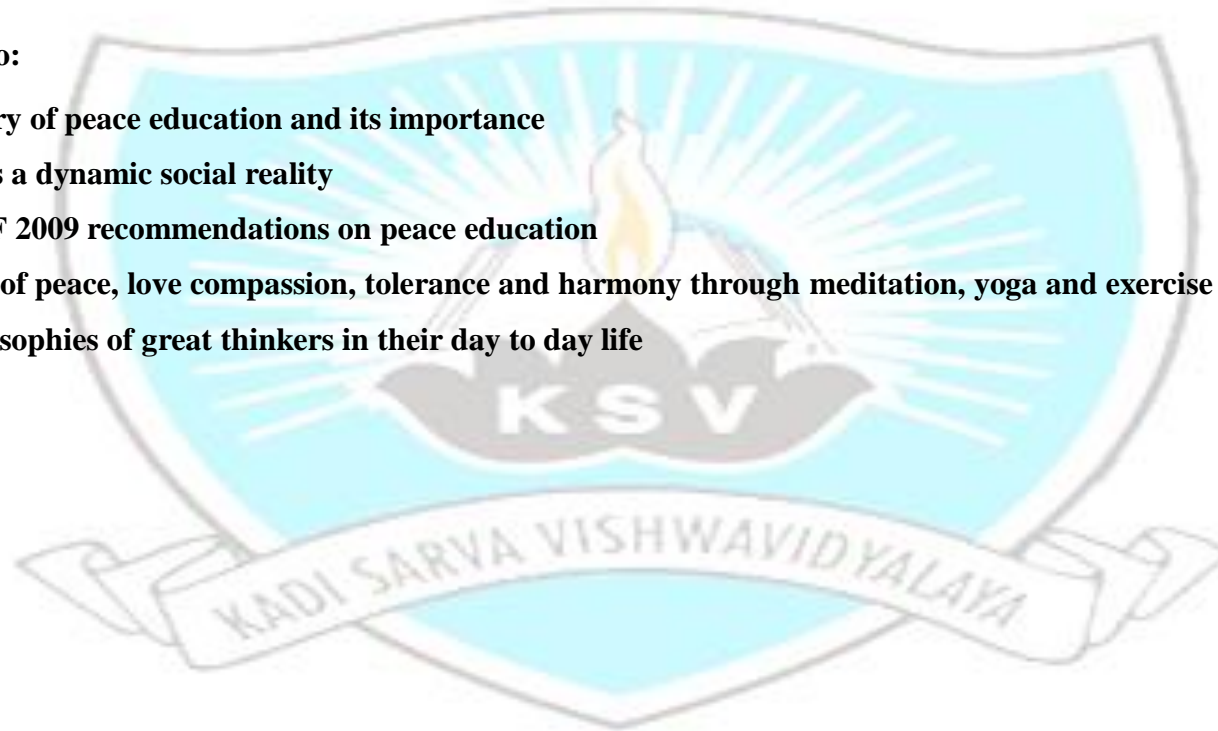 o:
ry of peace education and its importance
s a dynamic social reality
F 2009 recommendations on peace education
of peace, love compassion, tolerance and harmony through meditation, yoga and exercise
sophies of great thinkers in their day to day life
KSV
KADI SARVA VISHWAVIDYALAYA